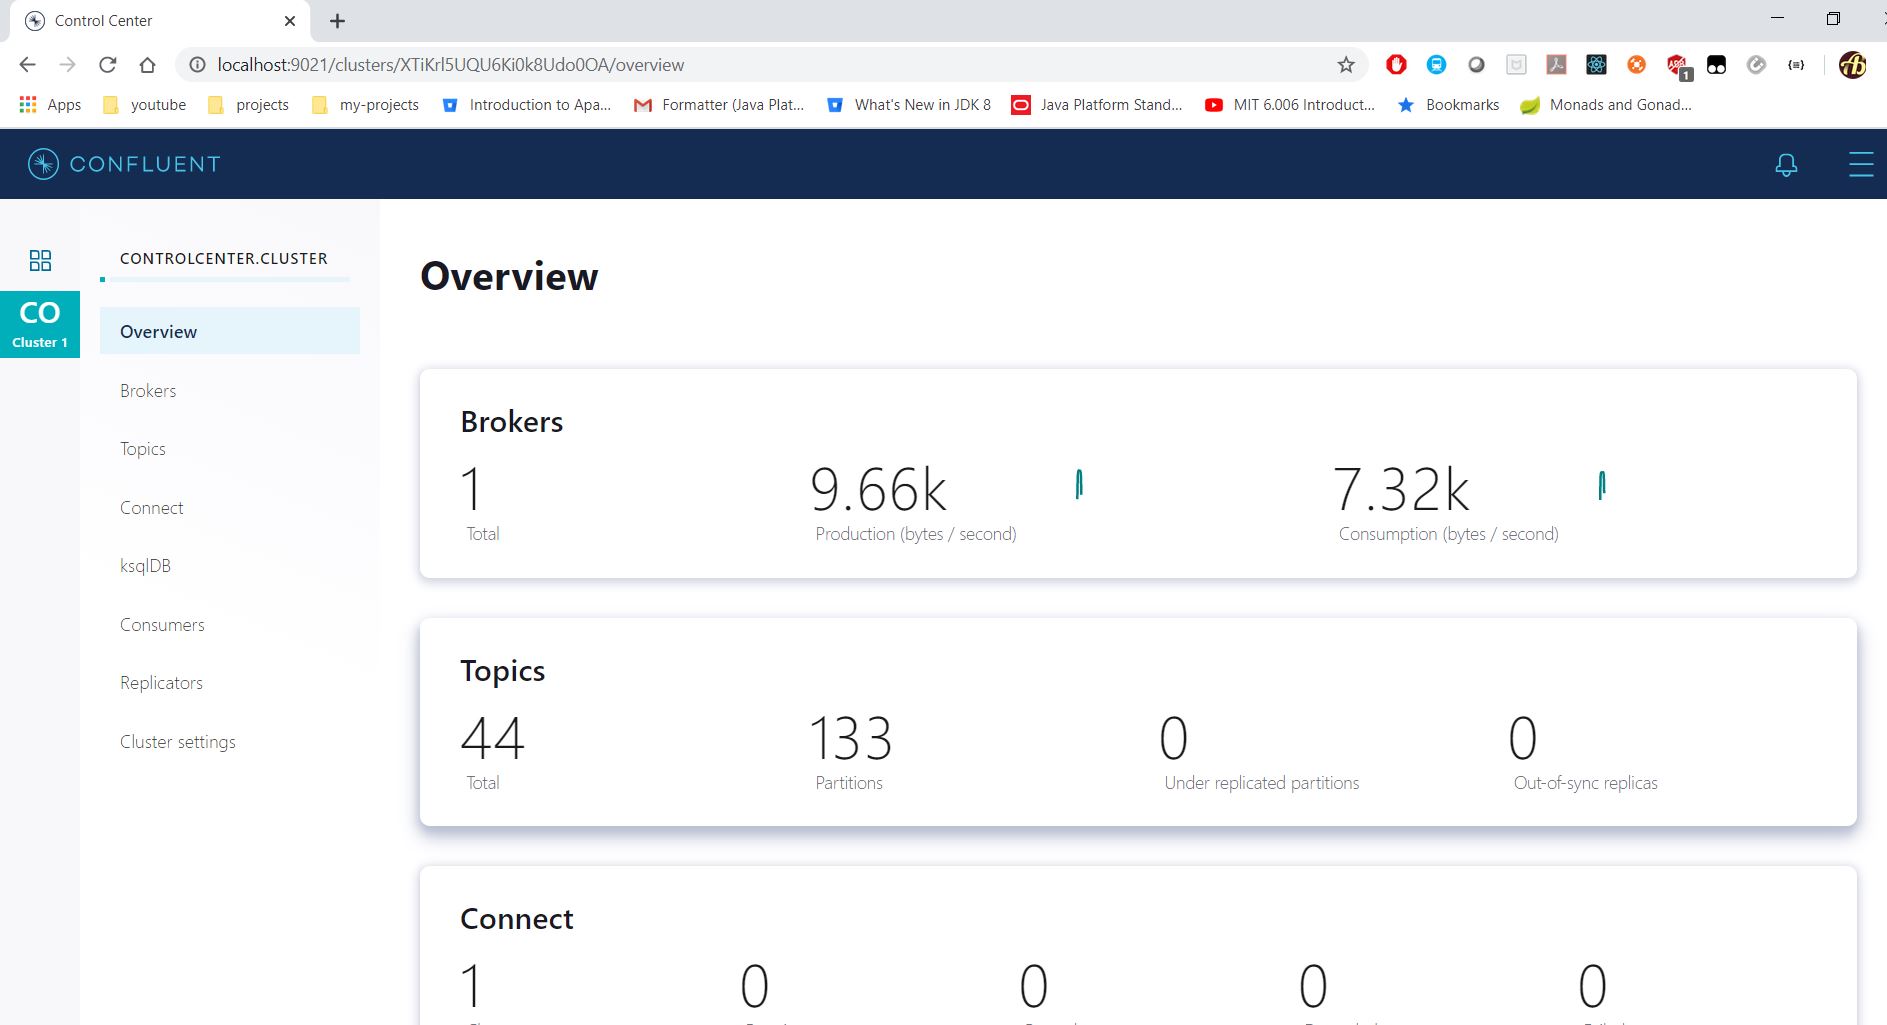 Control Center
localhost:9021/clusters/XTiKrl5UQU6Ki0k8Udo0OA/overview
1
Apps youtube projects my-projects Introduction to Apa... Formatter (Java Plat... What's New in JDK 8 Java Platform Stand... MIT 6.006 Introduct... Bookmarks Monads and Gonad...
CONFLUENT
CO
Cluster 1
CONTROLCENTER.CLUSTER
Overview
Brokers
Topics
Connect
ksqlDB
Consumers
Replicators
Cluster settings
Overview
Brokers
1 9.66k 7.32k
Total Production (bytes / second) Consumption (bytes / second)
Topics
44 133 0 0
Total Partitions Under replicated partitions Out-of-sync replicas
Connect
1 0 0 0 0